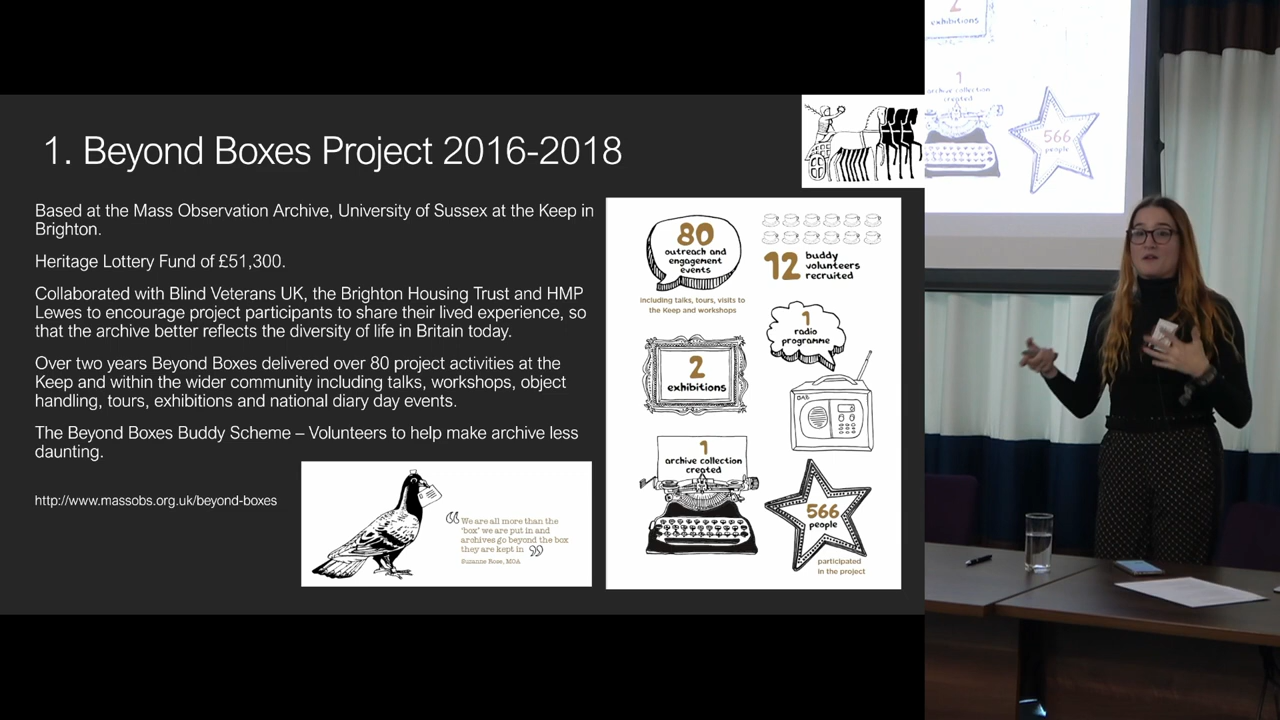 1. Beyond Boxes Project 2016-2018
Based at the Mass Observation Archive, University of Sussex at the Keep in
Brighton.
Heritage Lottery Fund of £51,300.
Collaborated with Blind Veterans UK, the Brighton Housing Trust and HMP
Lewes to encourage project participants to share their lived experience, so
that the archive better reflects the diversity of life in Britain today.
Over two years Beyond Boxes delivered over 80 project activities at the
Keep and within the wider community including talks, workshops, object
handling, tours, exhibitions and national diary day events.
The Beyond Boxes Buddy Scheme – Volunteers to help make archive less
daunting.
http://www.massobs.org.uk/beyond-boxes
“We are all more than the
'box' we are put in and
archives go beyond the box
they are kept in ”
Suzanne Rose, MOA
80
outreach and
engagement
events
including talks, tours, visits to
the Keep and workshops
12 buddy
volunteers
recruited
1
radio
programme
2
exhibitions
DAB
1
archive collection
created
566
people
participated
in the project
2
exhibitions
1
archive collection
created
566
people